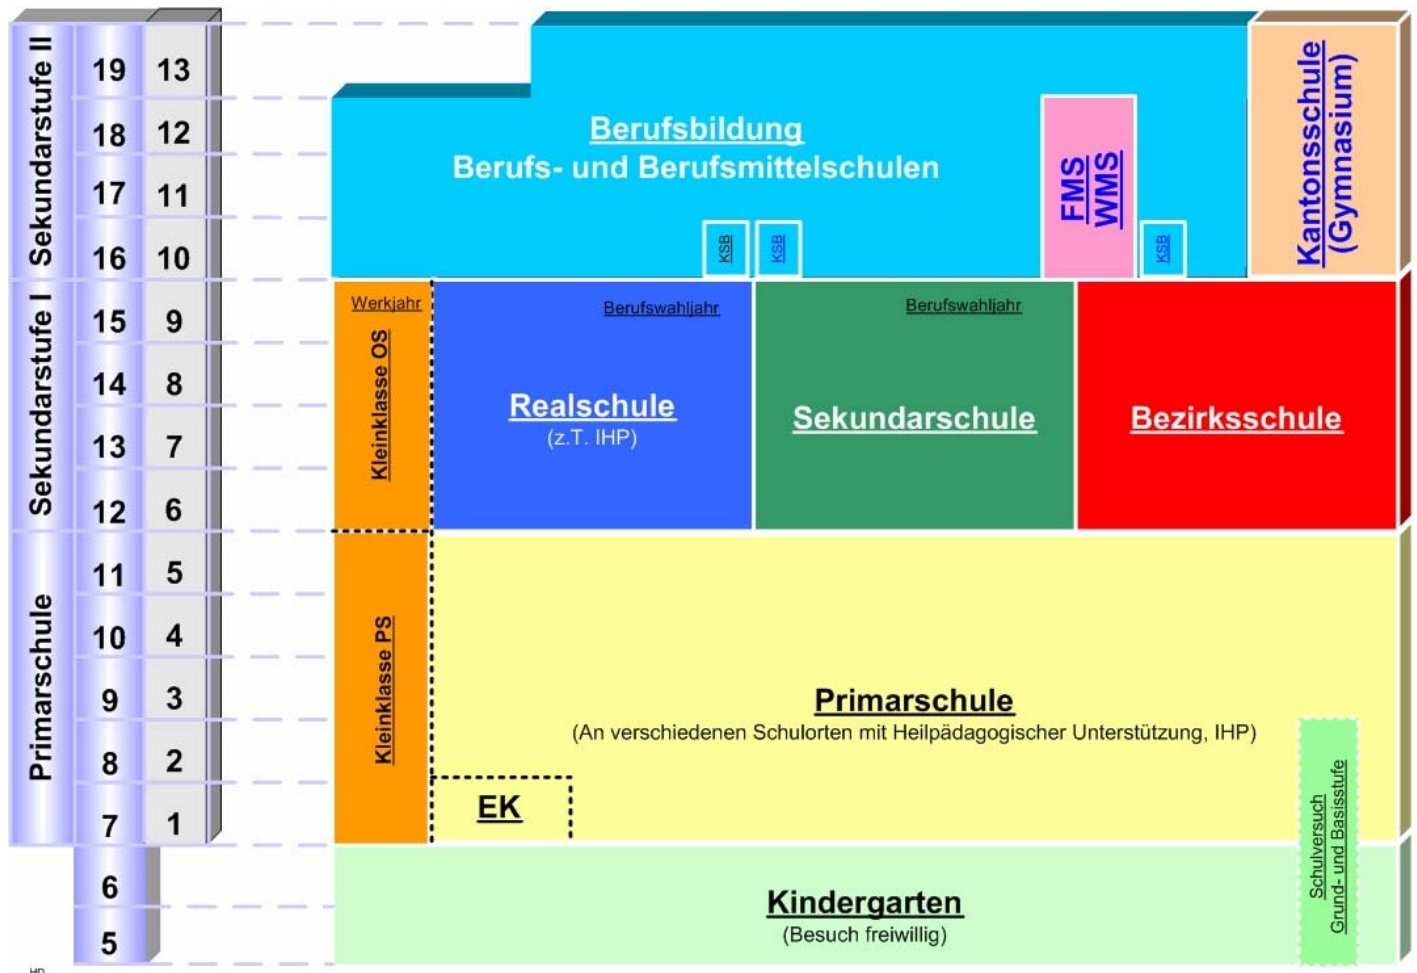 Sekundarstufe II
Sekundarstufe I
Primarschule
19 13
18 12
17 11
16 10
15 9
14 8
13 7
12 6
11 5
10 4
9 3
8 2
7 1
6
5
Berufsbildung
Berufs- und Berufsmittelschulen
KSB
KSB
FMS
WMS
KSB
Kantonsschule
(Gymnasium)
Werkjahr
Kleinklasse OS
Berufswahljahr
Realschule
(z.T. IHP)
Berufswahljahr
Sekundarschule
Bezirksschule
Kleinklasse PS
Primarschule
(An verschiedenen Schulorten mit Heilpädagogischer Unterstützung, IHP)
EK
Schulversuch
Grund- und Basisstufe
Kindergarten
(Besuch freiwillig)